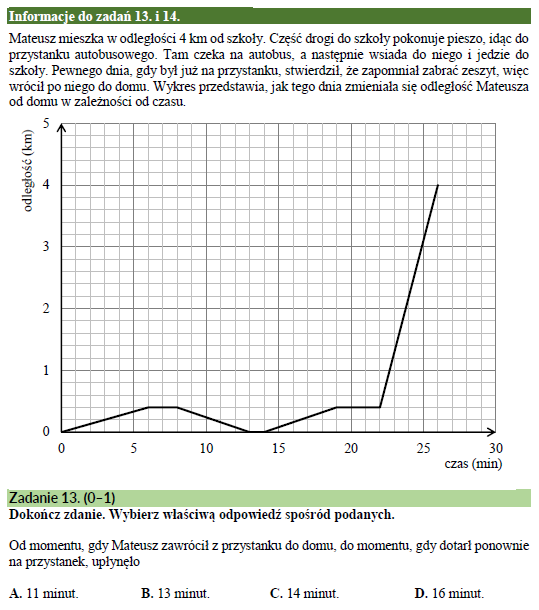 Informacje do zadań 13. i 14.
Mateusz mieszka w odległości 4 km od szkoły. Część drogi do szkoły pokonuje pieszo, idąc do
przystanku autobusowego. Tam czeka na autobus, a następnie wsiada do niego i jedzie do
szkoły. Pewnego dnia, gdy był już na przystanku, stwierdził, że zapomniał zabrać zeszyt, więc
wrócił po niego do domu. Wykres przedstawia, jak tego dnia zmieniała się odległość Mateusza
od domu w zależności od czasu.
odległość (km)
5
4
3
2
1
0
0 5 10 15 20 25 30
czas (min)
Zadanie 13. (0–1)
Dokończ zdanie. Wybierz właściwą odpowiedź spośród podanych.
Od momentu, gdy Mateusz zawrócił z przystanku do domu, do momentu, gdy dotarł ponownie
na przystanek, upłynęło
A. 11 minut. B. 13 minut. C. 14 minut. D. 16 minut.